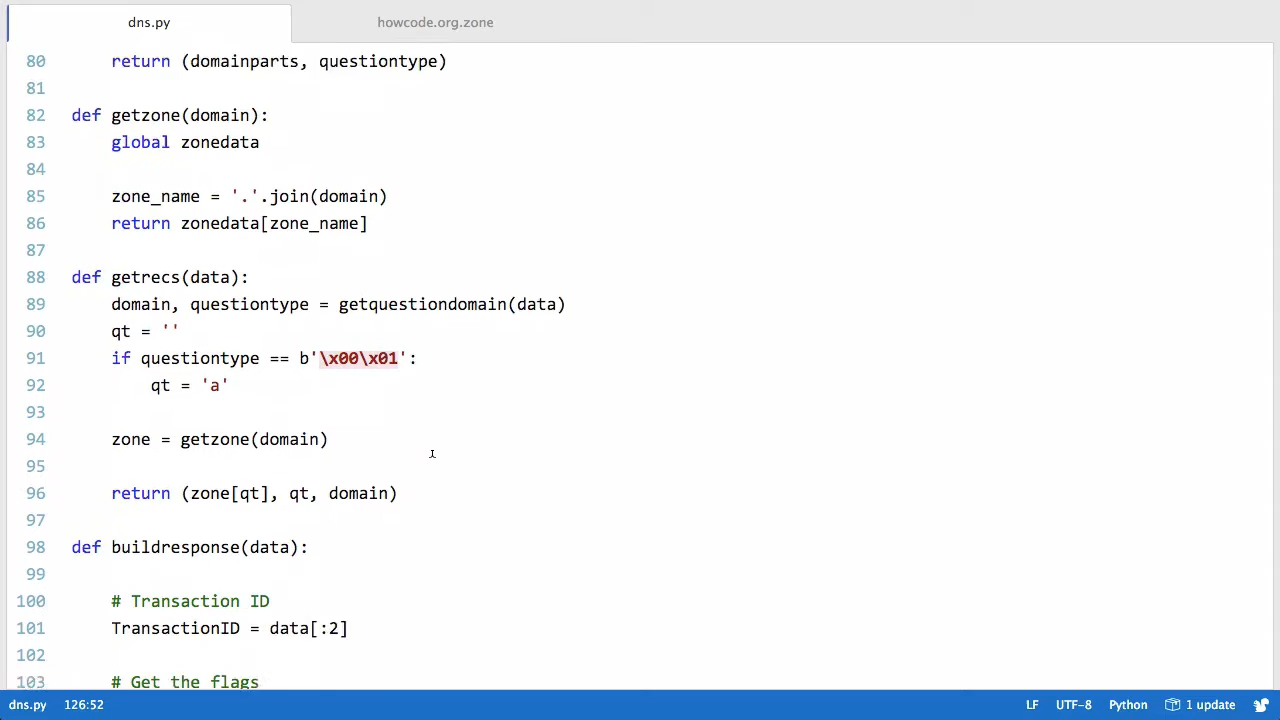 dns.py howcode.org.zone
80 return (domainparts, questiontype)
81
82 def getzone(domain):
83 global zonedata
84
85 zone_name = '.'.join(domain)
86 return zonedata[zone_name]
87
88 def getrecs(data):
89 domain, questiontype = getquestiondomain(data)
90 qt = ''
91 if questiontype == b'\x00\x01':
92 qt = 'a'
93
94 zone = getzone(domain)
95
96 return (zone[qt], qt, domain)
97
98 def buildresponse(data):
99
100 # Transaction ID
101 TransactionID = data[:2]
102
103 # Get the flags
dns.py 126:52 LF UTF-8 Python 1 update